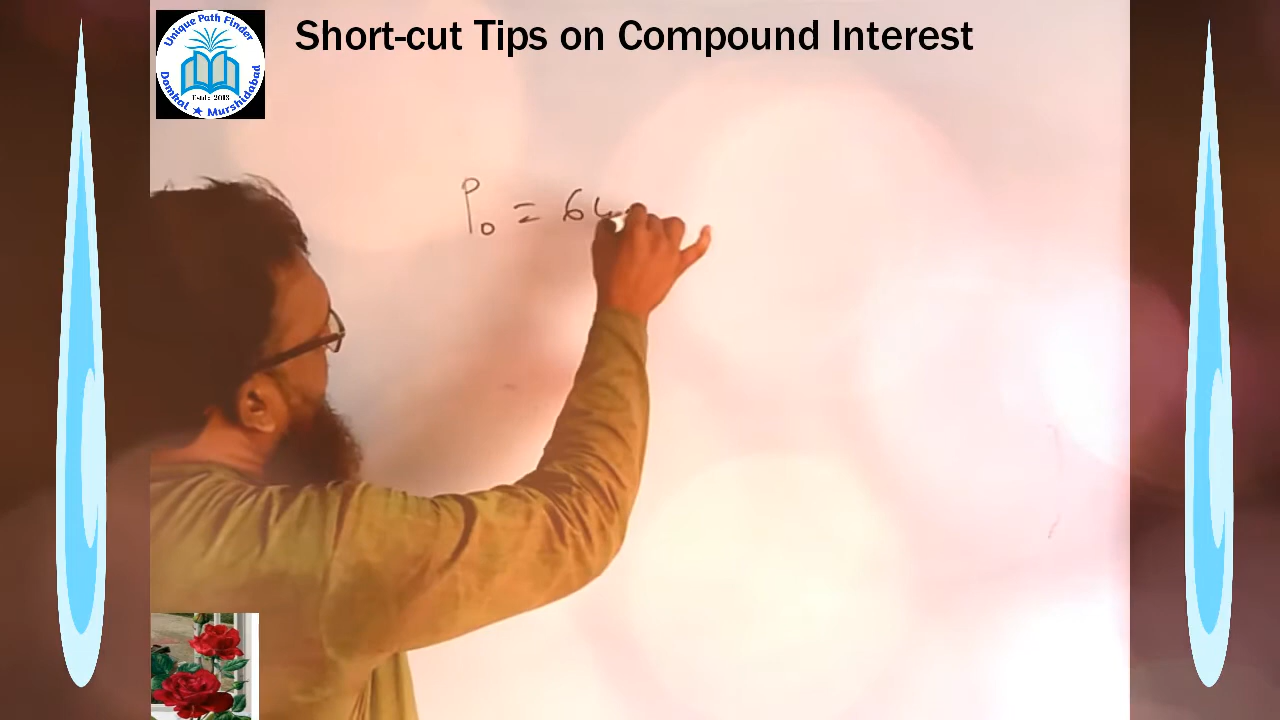 Short-cut Tips on Compound Interest
Unique Path Finder
Estd: 2018
Domkal ★ Murshidabad
P₀ = 64